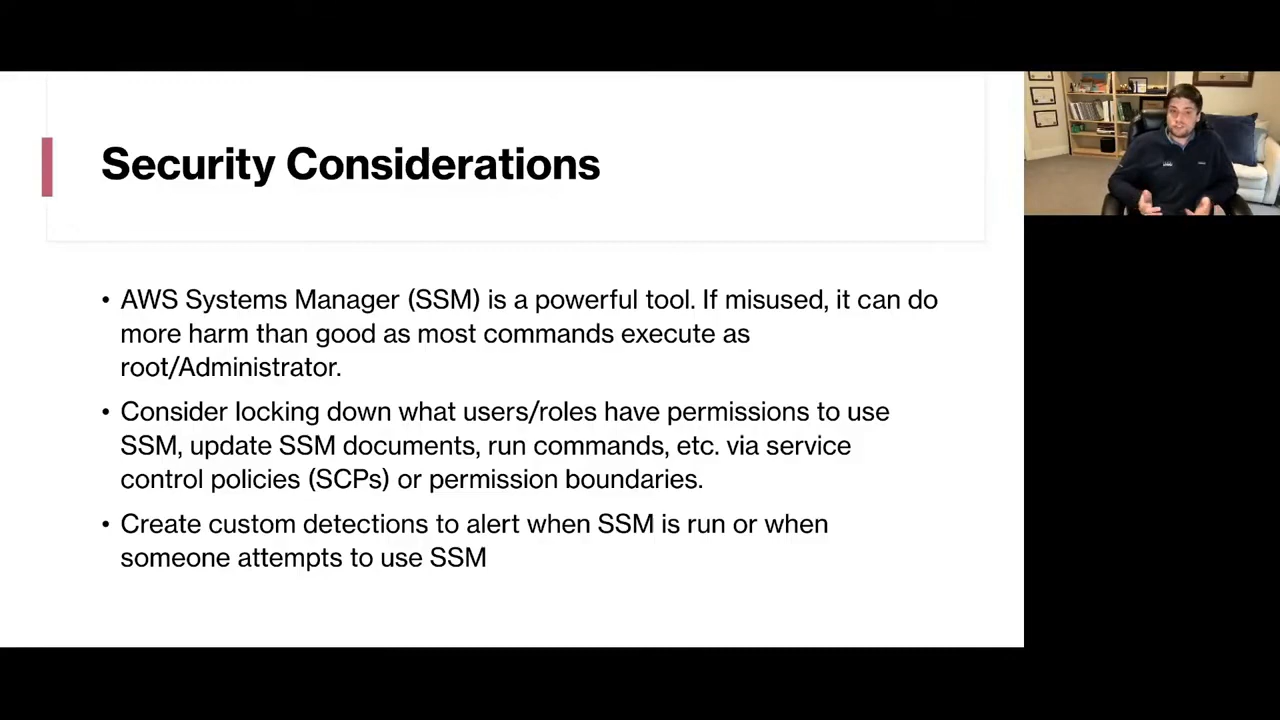 Security Considerations
• AWS Systems Manager (SSM) is a powerful tool. If misused, it can do
more harm than good as most commands execute as
root/Administrator.
• Consider locking down what users/roles have permissions to use
SSM, update SSM documents, run commands, etc. via service
control policies (SCPs) or permission boundaries.
• Create custom detections to alert when SSM is run or when
someone attempts to use SSM